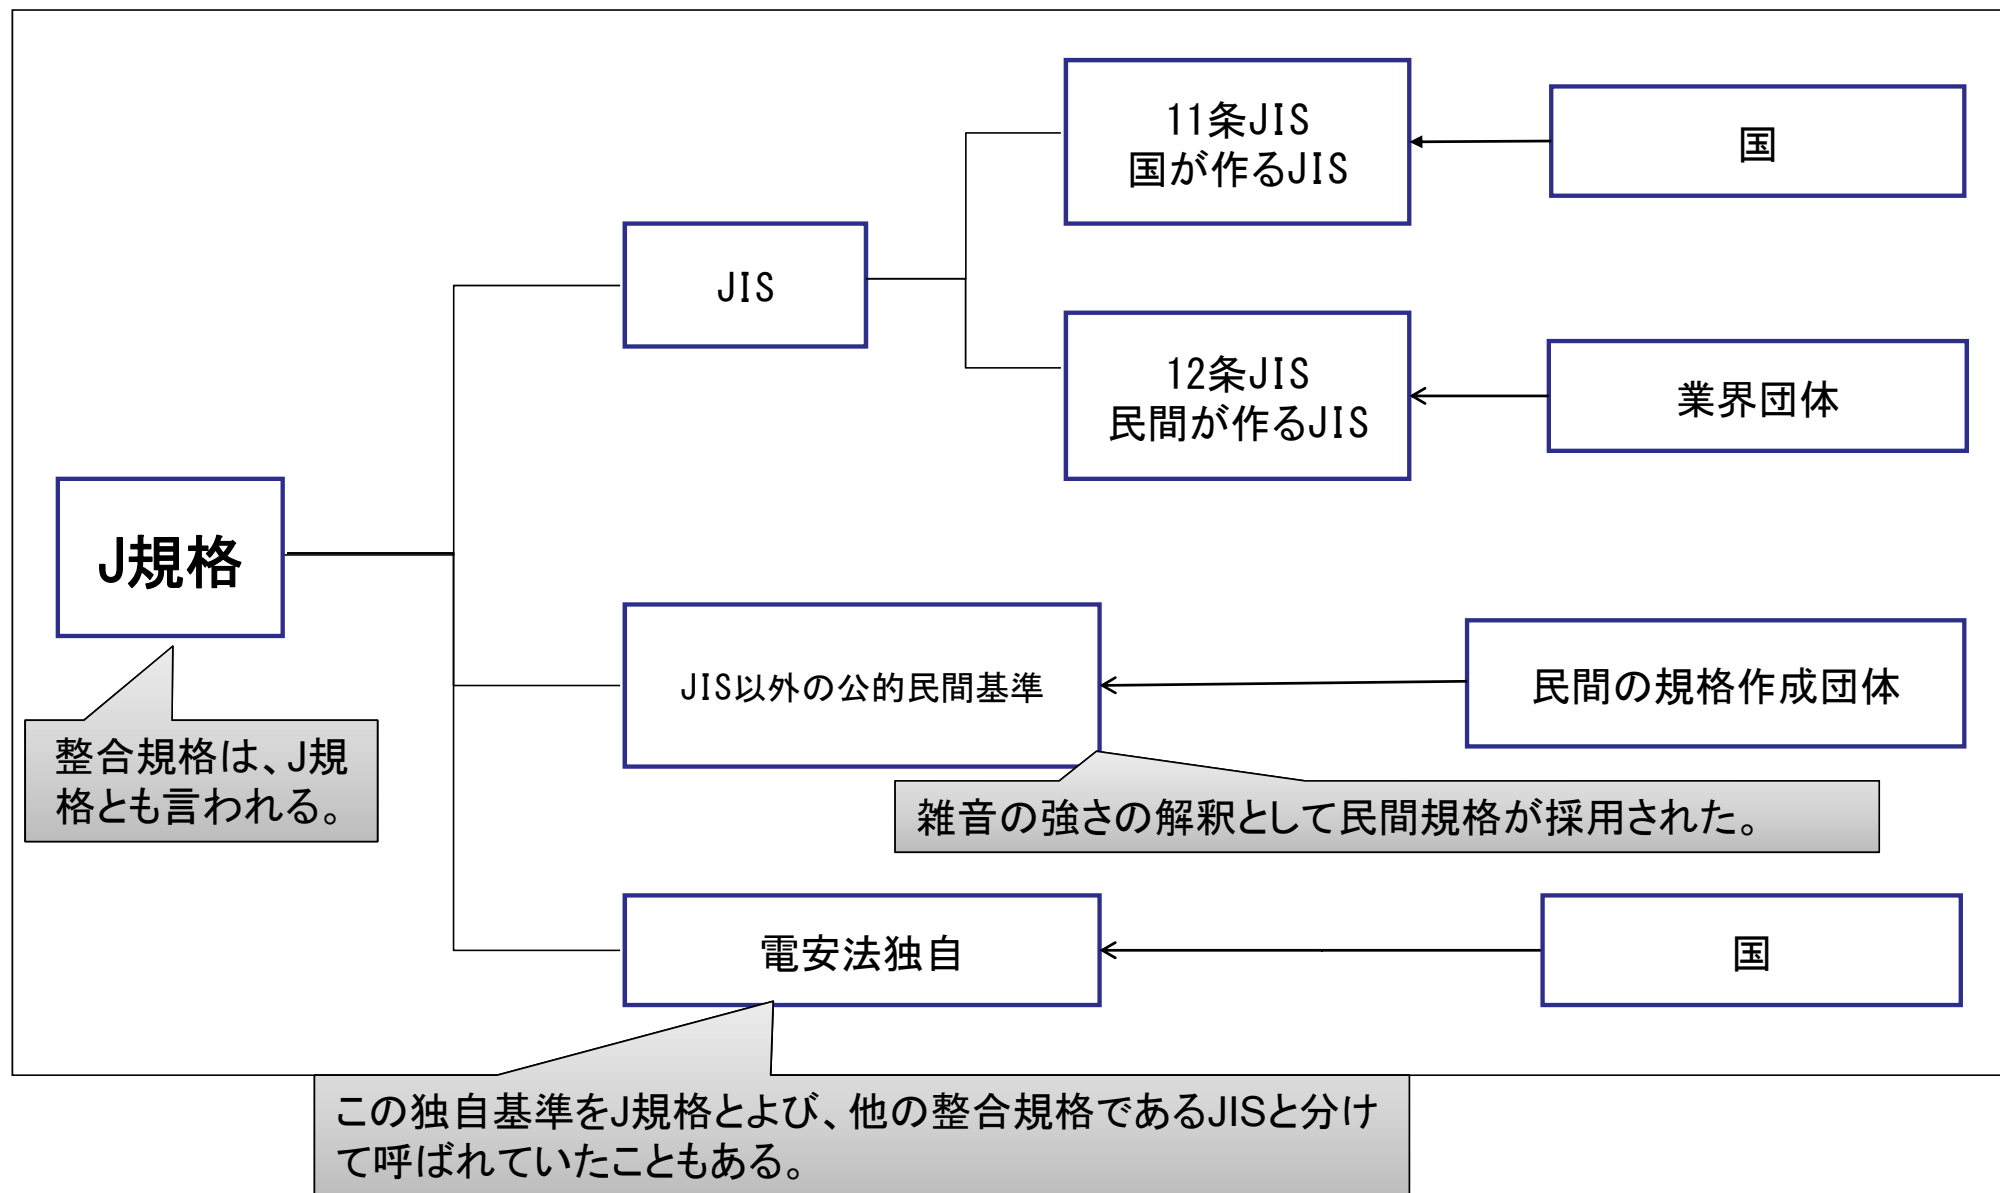 11条JIS
国が作るJIS
国
JIS
12条JIS
民間が作るJIS
業界団体
J規格
JIS以外の公的民間基準
民間の規格作成団体
整合規格は、J規
格とも言われる。
雑音の強さの解釈として民間規格が採用された。
電安法独自
国
この独自基準をJ規格とよび、他の整合規格であるJISと分け
て呼ばれていたこともある。